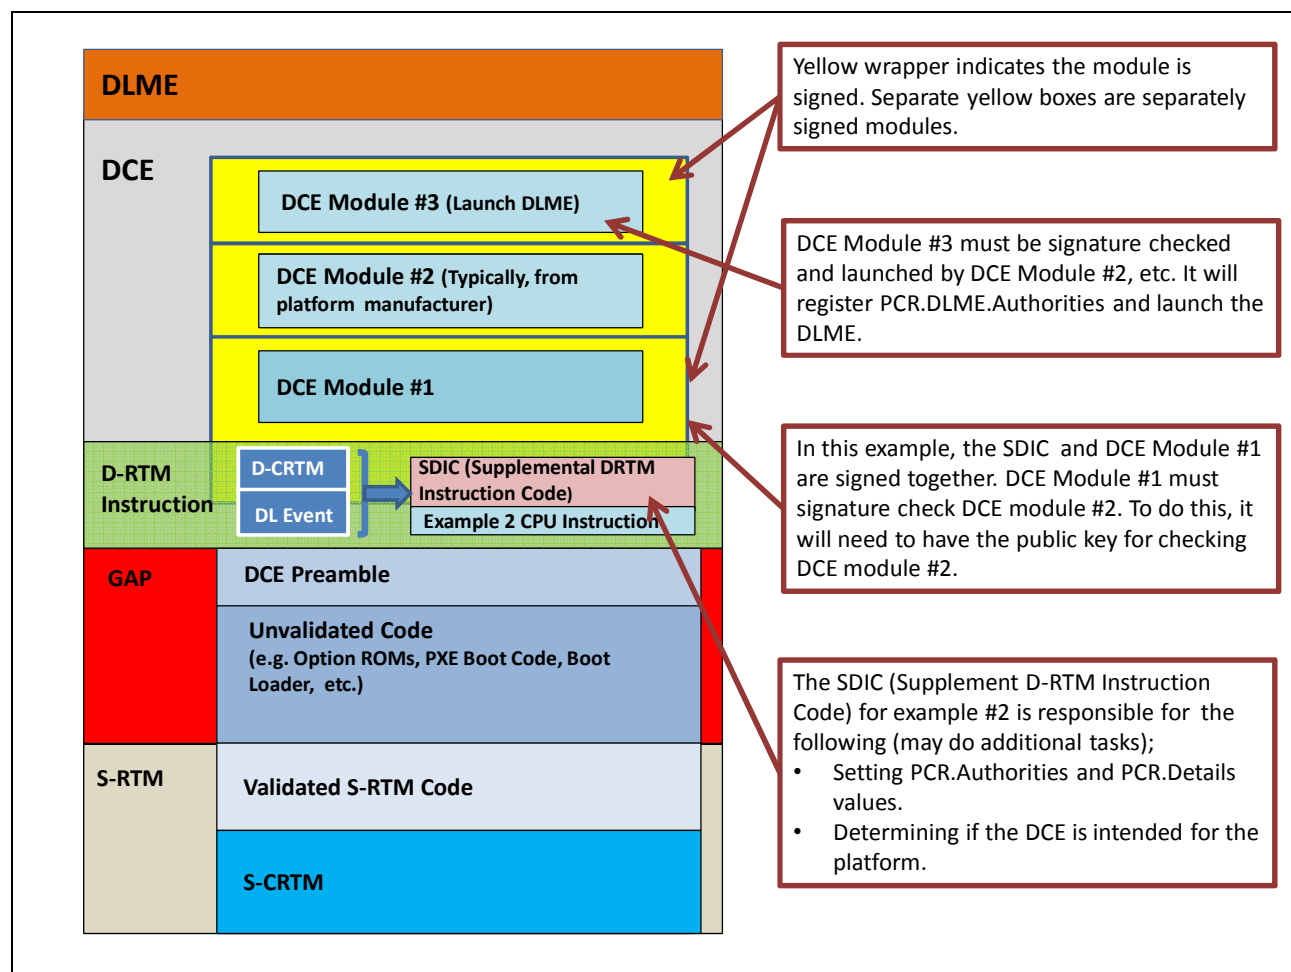 DLME
DCE
DCE Module #3 (Launch DLME)
DCE Module #2 (Typically, from
platform manufacturer)
DCE Module #1
D-RTM
Instruction
D-CRTM
DL Event
SDIC (Supplemental DRTM
Instruction Code)
Example 2 CPU Instruction
GAP
DCE Preamble
Unvalidated Code
(e.g. Option ROMs, PXE Boot Code, Boot
Loader, etc.)
S-RTM
Validated S-RTM Code
S-CRTM
Yellow wrapper indicates the module is
signed. Separate yellow boxes are separately
signed modules.
DCE Module #3 must be signature checked
and launched by DCE Module #2, etc. It will
register PCR.DLME.Authorities and launch the
DLME.
In this example, the SDIC and DCE Module #1
are signed together. DCE Module #1 must
signature check DCE module #2. To do this, it
will need to have the public key for checking
DCE module #2.
The SDIC (Supplement D-RTM Instruction
Code) for example #2 is responsible for the
following (may do additional tasks);
• Setting PCR.Authorities and PCR.Details
values.
• Determining if the DCE is intended for the
platform.